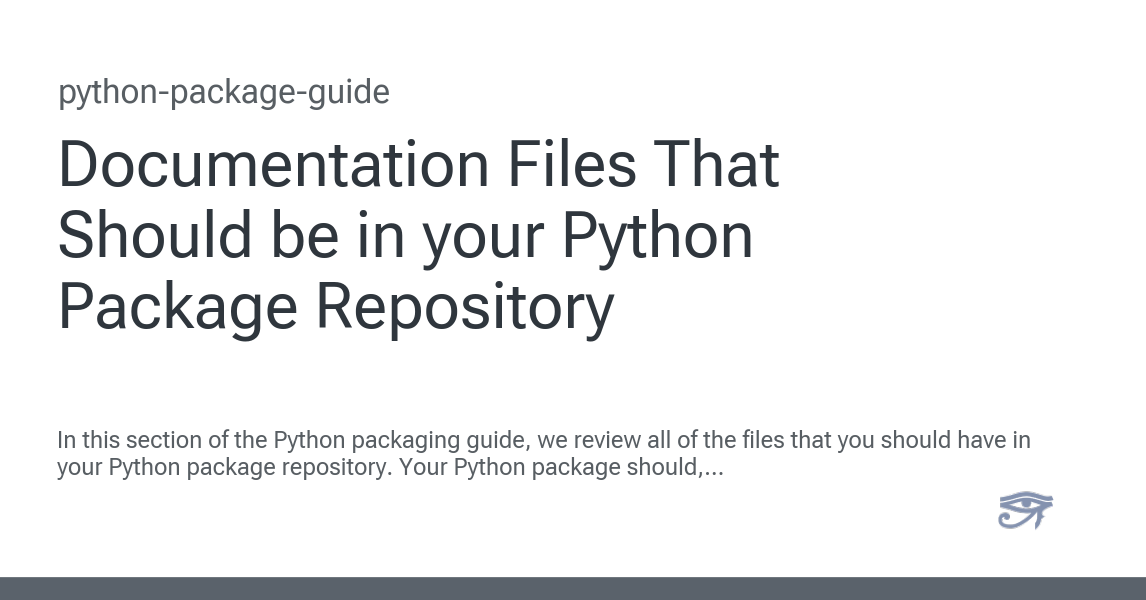 python-package-guide
Documentation Files That
Should be in your Python
Package Repository
In this section of the Python packaging guide, we review all of the files that you should have in
your Python package repository. Your Python package should,...